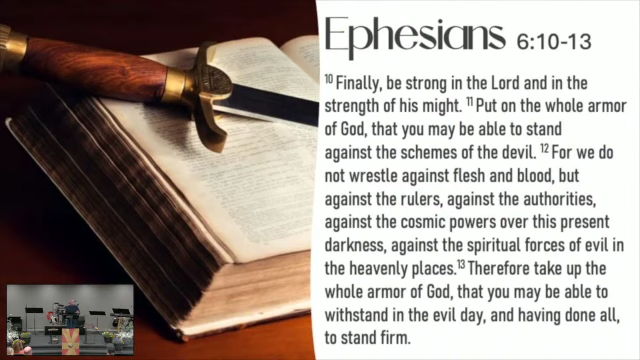 Ephesians 6:10-13
10 Finally, be strong in the Lord and in the
strength of his might. 11 Put on the whole armor
of God, that you may be able to stand
against the schemes of the devil. 12 For we do
not wrestle against flesh and blood, but
against the rulers, against the authorities,
against the cosmic powers over this present
darkness, against the spiritual forces of evil in
the heavenly places.13 Therefore take up the
whole armor of God, that you may be able to
withstand in the evil day, and having done all,
to stand firm.